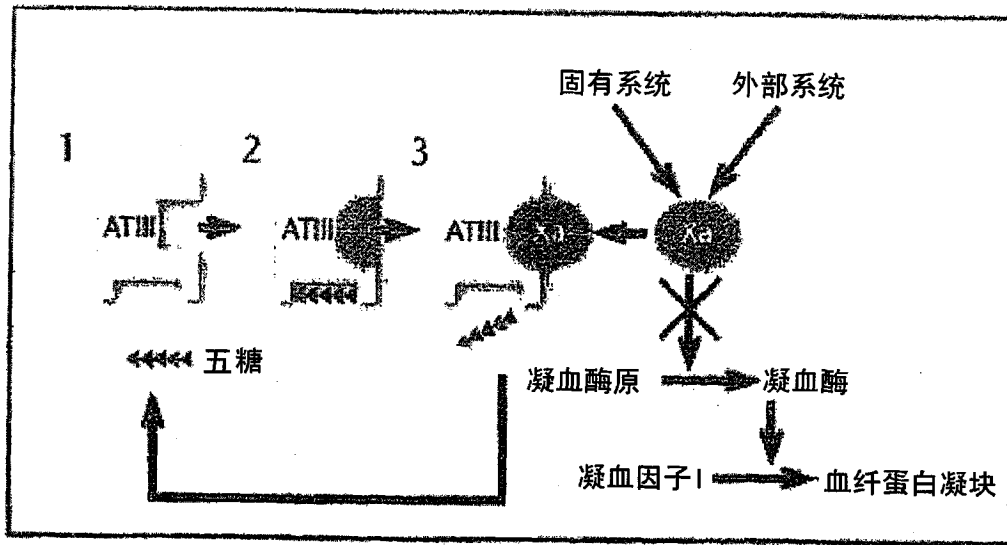 固有系统 外部系统
1 2 3
ATIII ATIII ATIII Xa Xa
五糖
凝血酶原 凝血酶
凝血因子I 血纤蛋白凝块